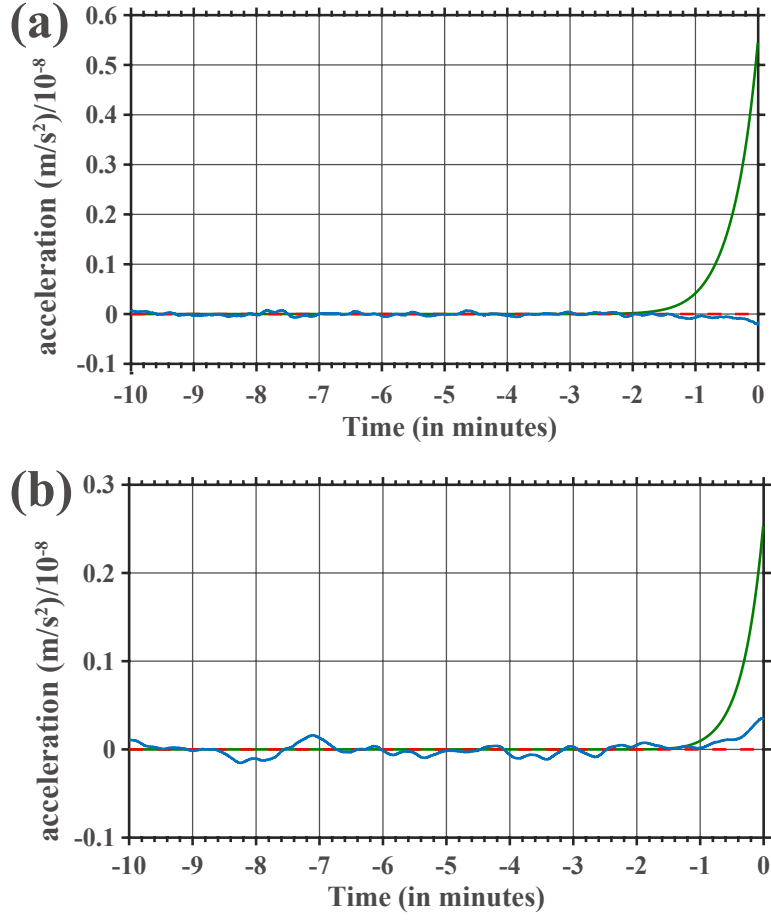 (a)
acceleration (m/s²)/10⁻⁸
0.6
0.5
0.4
0.3
0.2
0.1
0
-0.1
-10 -9 -8 -7 -6 -5 -4 -3 -2 -1 0
Time (in minutes)
(b)
acceleration (m/s²)/10⁻⁸
0.3
0.2
0.1
0
-0.1
-10 -9 -8 -7 -6 -5 -4 -3 -2 -1 0
Time (in minutes)